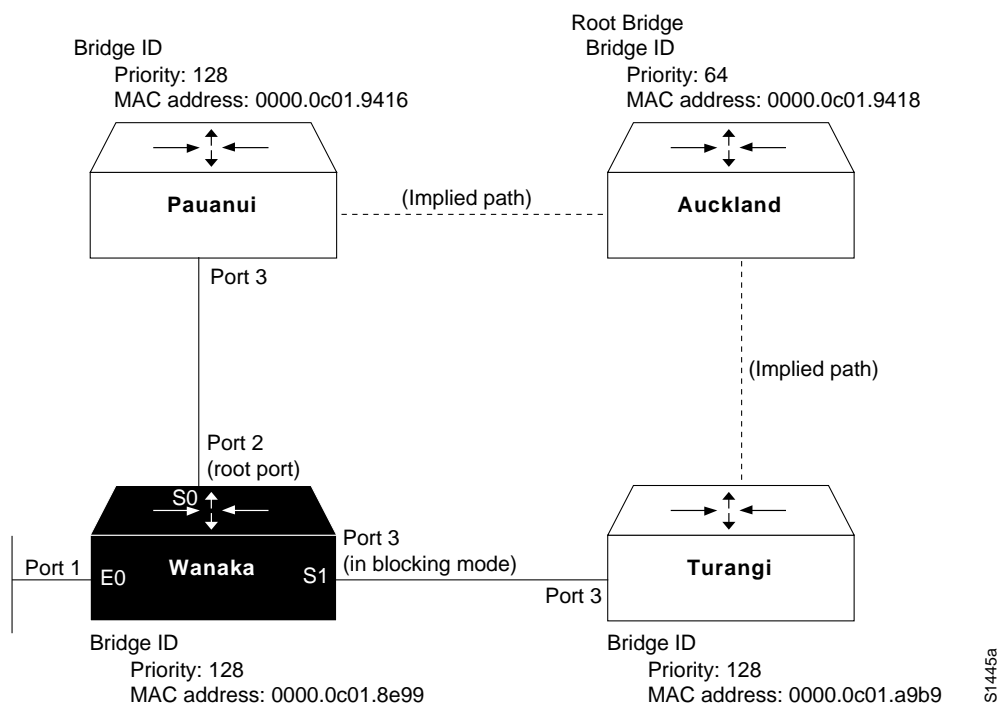 Root Bridge
Bridge ID
Priority: 128
MAC address: 0000.0c01.9416
Bridge ID
Priority: 64
MAC address: 0000.0c01.9418
Pauanui
(Implied path)
Auckland
Port 3
(Implied path)
Port 2
(root port)
S0
Port 1
E0
Wanaka
S1
Port 3
(in blocking mode)
Turangi
Port 3
Bridge ID
Priority: 128
MAC address: 0000.0c01.8e99
Bridge ID
Priority: 128
MAC address: 0000.0c01.a9b9
S1445a